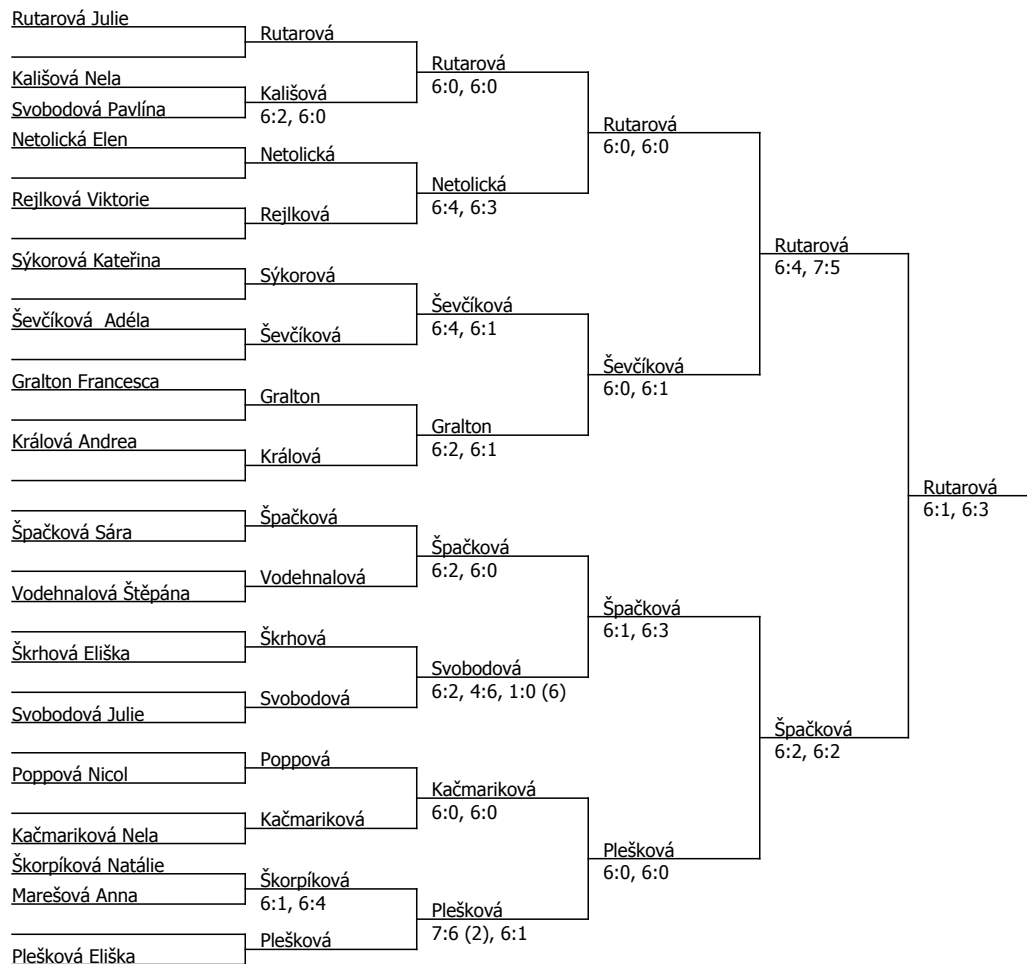 Rutarová Julie
Kališová Nela
Svobodová Pavlína
Netolická Elen
Rejlková Viktorie
Sýkorová Kateřina
Ševčíková  Adéla
Gralton Francesca
Králová Andrea
Špačková Sára
Vodehnalová Štěpána
Škrhová Eliška
Svobodová Julie
Poppová Nicol
Kačmariková Nela
Škorpíková Natálie
Marešová Anna
Plešková Eliška
Rutarová
Kališová
6:2, 6:0
Netolická
Rejlková
Sýkorová
Ševčíková
Gralton
Králová
Špačková
Vodehnalová
Škrhová
Svobodová
Poppová
Kačmariková
Škorpíková
6:1, 6:4
Plešková
Rutarová
6:0, 6:0
Netolická
6:4, 6:3
Ševčíková
6:4, 6:1
Gralton
6:2, 6:1
Špačková
6:2, 6:0
Svobodová
6:2, 4:6, 1:0 (6)
Kačmariková
6:0, 6:0
Plešková
7:6 (2), 6:1
Rutarová
6:0, 6:0
Ševčíková
6:0, 6:1
Špačková
6:1, 6:3
Plešková
6:0, 6:0
Rutarová
6:4, 7:5
Špačková
6:2, 6:2
Rutarová
6:1, 6:3